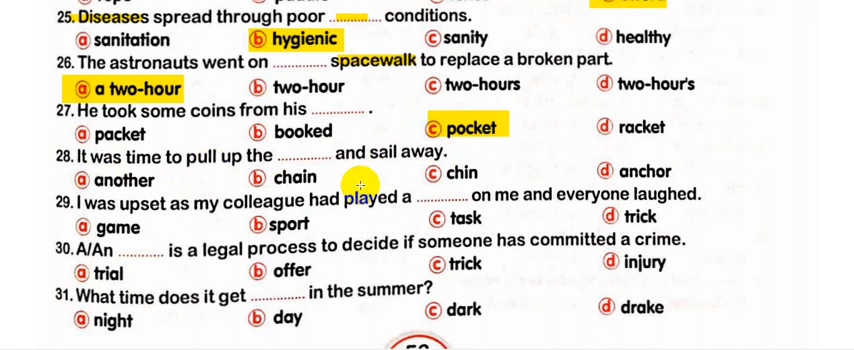 25. Diseases spread through poor .................. conditions.
ⓐ sanitation ⓑ hygienic ⓒ sanity ⓓ healthy
26. The astronauts went on .............. spacewalk to replace a broken part.
ⓐ a two-hour ⓑ two-hour ⓒ two-hours ⓓ two-hour's
27. He took some coins from his .............. .
ⓐ packet ⓑ booked ⓒ pocket ⓓ racket
28. It was time to pull up the .............. and sail away.
ⓐ another ⓑ chain ⓒ chin ⓓ anchor
29. I was upset as my colleague had played a .............. on me and everyone laughed.
ⓐ game ⓑ sport ⓒ task ⓓ trick
30. A/An ............ is a legal process to decide if someone has committed a crime.
ⓐ trial ⓑ offer ⓒ trick ⓓ injury
31. What time does it get .............. in the summer?
ⓐ night ⓑ day ⓒ dark ⓓ drake